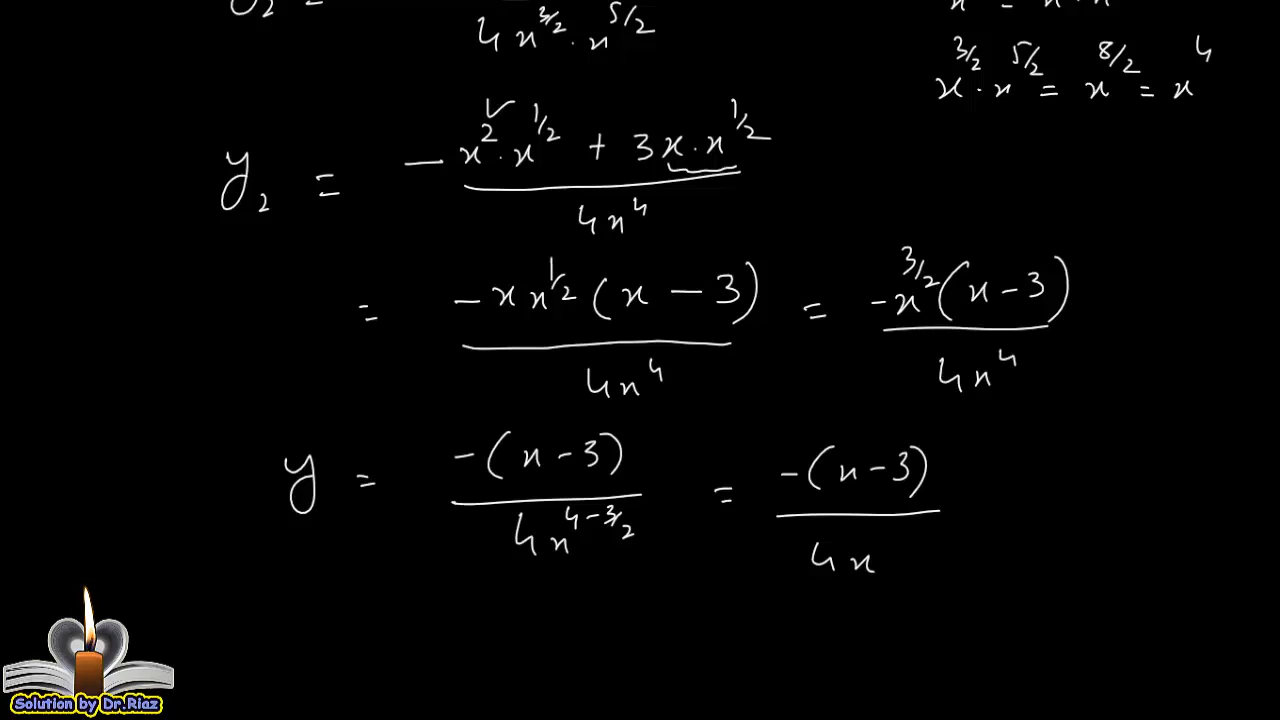 y₂ =
4x^{3/2} · x^{5/2}
x^{3/2} · x^{5/2} = x^{8/2} = x^4
y₂ = (-x^2 · x^{1/2} + 3x · x^{1/2}) / 4x^4
= -x x^{1/2} (x - 3) / 4x^4 = -x^{3/2} (x - 3) / 4x^4
y = -(x - 3) / 4x^{4 - 3/2} = -(x - 3) / 4x
Solution by Dr.Riaz